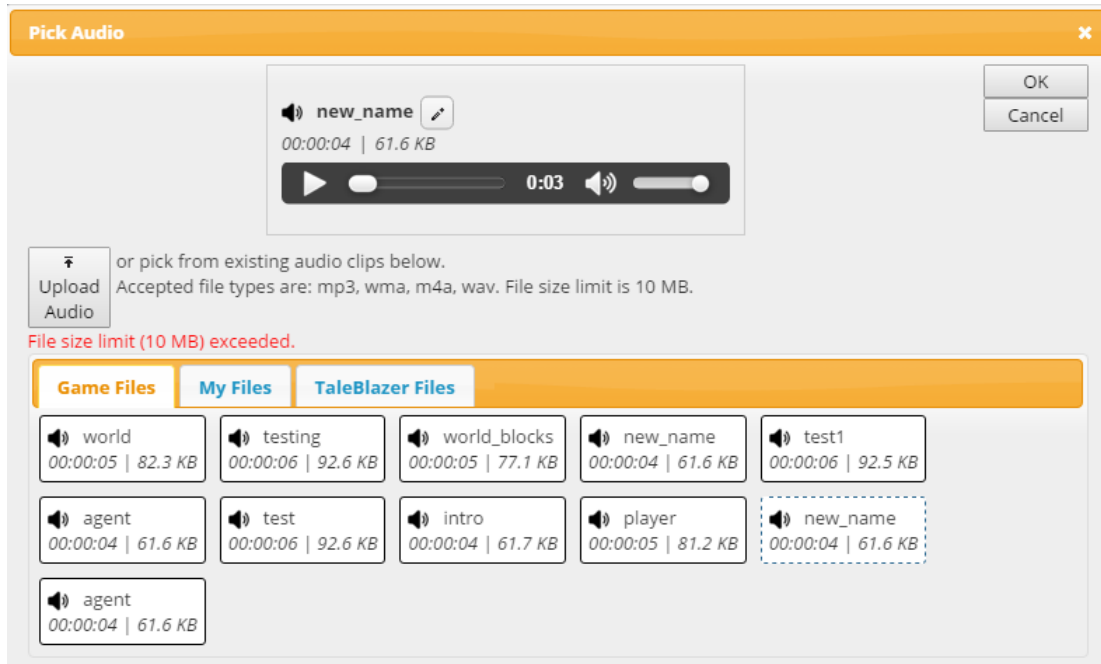 Pick Audio
OK
new_name
Cancel
00:00:04 | 61.6 KB
0:03
or pick from existing audio clips below.
Upload Audio
Accepted file types are: mp3, wma, m4a, wav. File size limit is 10 MB.
File size limit (10 MB) exceeded.
Game Files My Files TaleBlazer Files
world testing world_blocks new_name test1
00:00:05 | 82.3 KB 00:00:06 | 92.6 KB 00:00:05 | 77.1 KB 00:00:04 | 61.6 KB 00:00:06 | 92.5 KB
agent test intro player new_name
00:00:04 | 61.6 KB 00:00:06 | 92.6 KB 00:00:04 | 61.7 KB 00:00:05 | 81.2 KB 00:00:04 | 61.6 KB
agent
00:00:04 | 61.6 KB